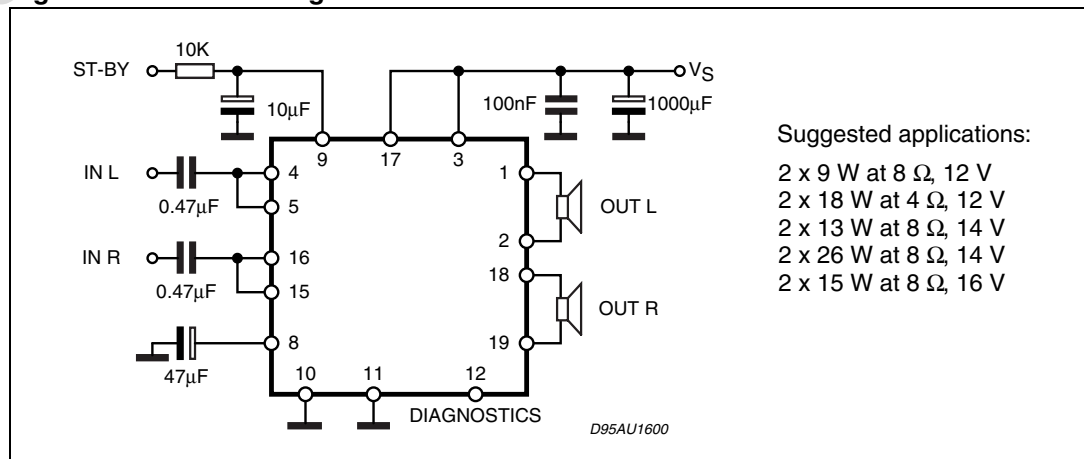 10K
ST-BY
V_S
10μF
100nF
1000μF
9
17
3
IN L
4
1
0.47μF
5
OUT L
2
IN R
16
18
0.47μF
15
OUT R
8
19
47μF
10
11
12
DIAGNOSTICS
D95AU1600
Suggested applications:
2 x 9 W at 8 Ω, 12 V
2 x 18 W at 4 Ω, 12 V
2 x 13 W at 8 Ω, 14 V
2 x 26 W at 8 Ω, 14 V
2 x 15 W at 8 Ω, 16 V